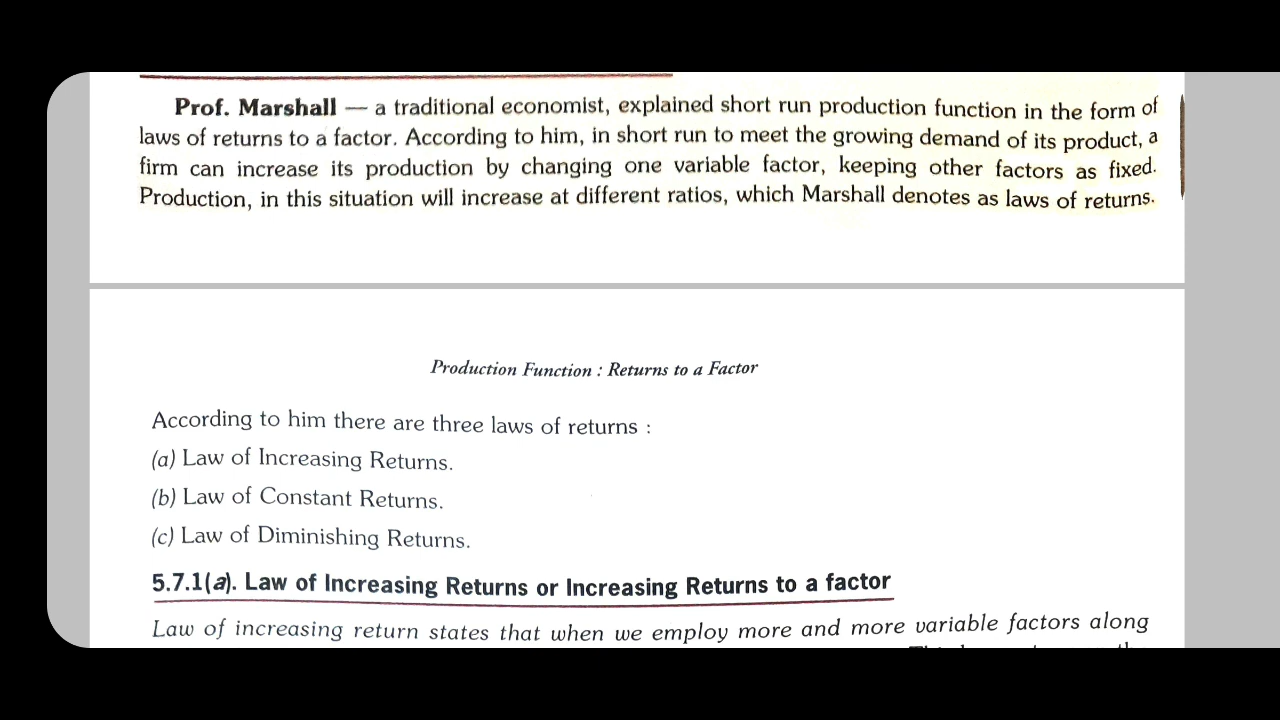 Prof. Marshall — a traditional economist, explained short run production function in the form of
laws of returns to a factor. According to him, in short run to meet the growing demand of its product, a
firm can increase its production by changing one variable factor, keeping other factors as fixed.
Production, in this situation will increase at different ratios, which Marshall denotes as laws of returns.
Production Function : Returns to a Factor
According to him there are three laws of returns :
(a) Law of Increasing Returns.
(b) Law of Constant Returns.
(c) Law of Diminishing Returns.
5.7.1(a). Law of Increasing Returns or Increasing Returns to a factor
Law of increasing return states that when we employ more and more variable factors along